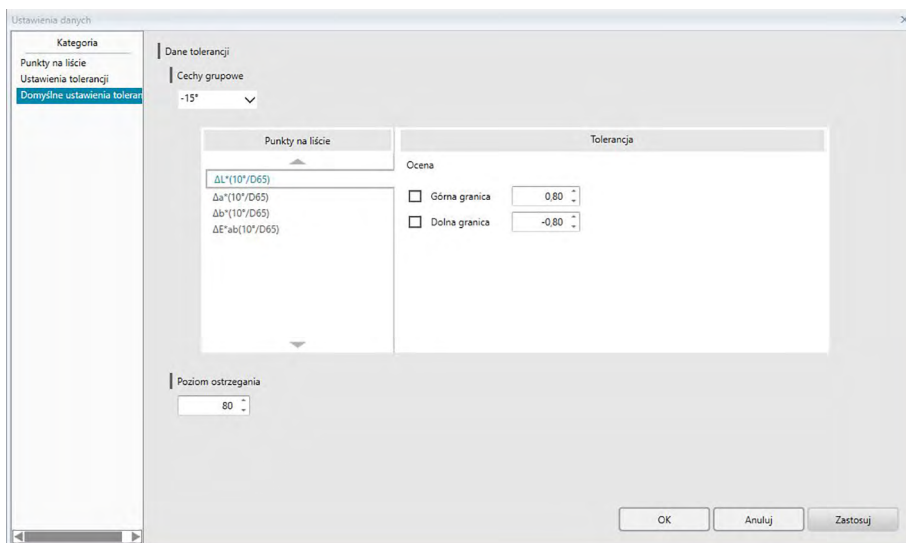 Ustawienia danych
Kategoria
Punkty na liście
Ustawienia tolerancji
Domyślne ustawienia toleran
Dane tolerancji
Cechy grupowe
-15°
Punkty na liście
Tolerancja
ΔL*(10°/D65)
Δa*(10°/D65)
Δb*(10°/D65)
ΔE*ab(10°/D65)
Ocena
Górna granica 0,80
Dolna granica -0,80
Poziom ostrzegania
80
OK Anuluj Zastosuj